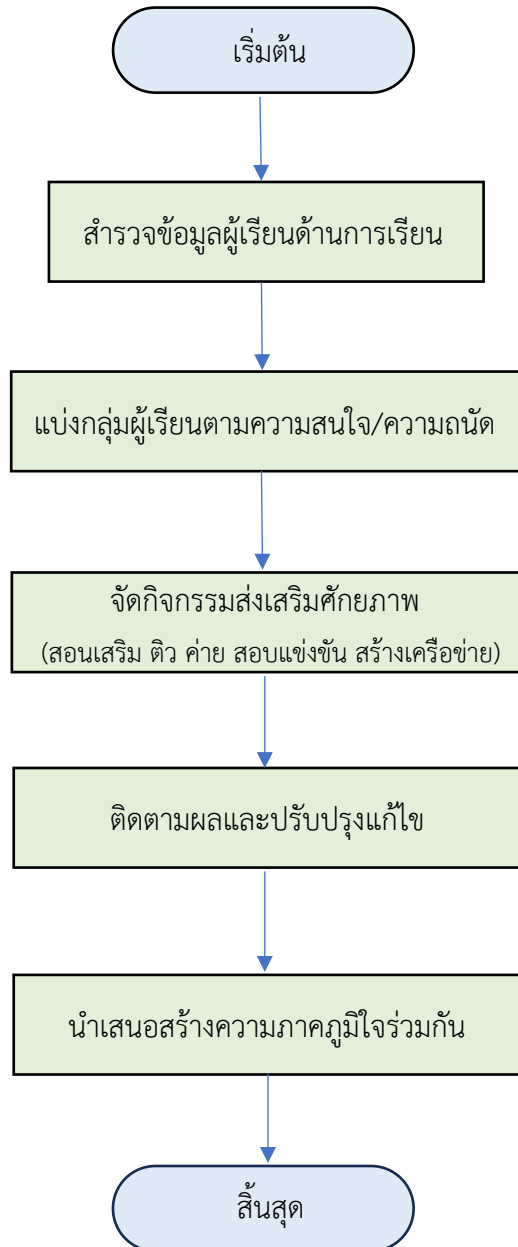 เริ่มต้น
สำรวจข้อมูลผู้เรียนด้านการเรียน
แบ่งกลุ่มผู้เรียนตามความสนใจ/ความถนัด
จัดกิจกรรมส่งเสริมศักยภาพ
(สอนเสริม ติว ค่าย สอบแข่งขัน สร้างเครือข่าย)
ติดตามผลและปรับปรุงแก้ไข
นำเสนอสร้างความภาคภูมิใจร่วมกัน
สิ้นสุด